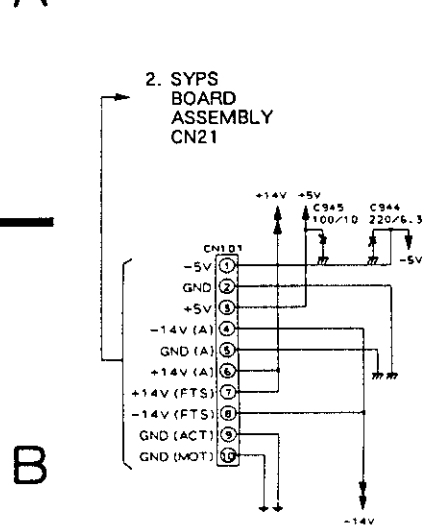 A
2. SYPS
BOARD
ASSEMBLY
CN21
+14V +5V
C945 C944
100/10 220/6.3
-5V
CN101
-5V 1
GND 2
+5V 3
-14V (A) 4
GND (A) 5
+14V (A) 6
+14V (FTS) 7
-14V (FTS) 8
GND (ACT) 9
GND (MOT) 10
B
-14V